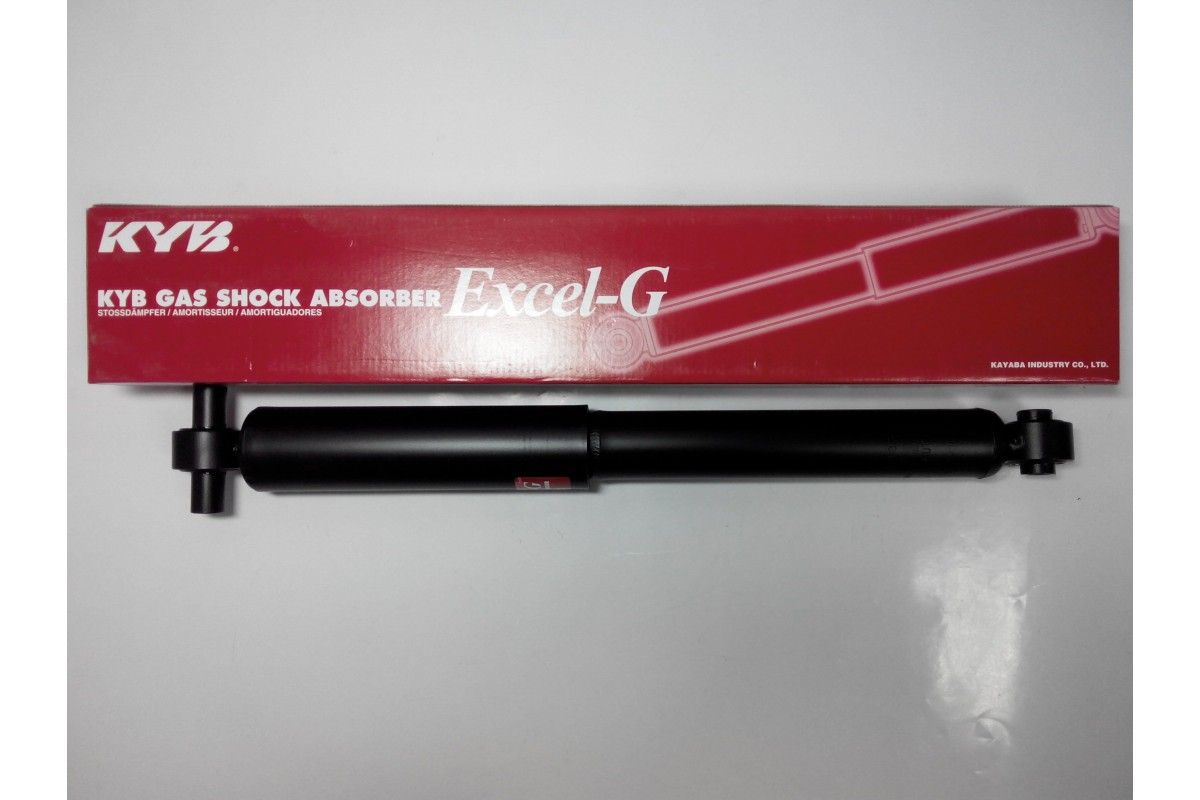 KYB®
KYB GAS SHOCK ABSORBER Excel-G
STOSSDÄMPFER / AMORTISSEUR / AMORTIGUADORES
KAYABA INDUSTRY CO., LTD.
G